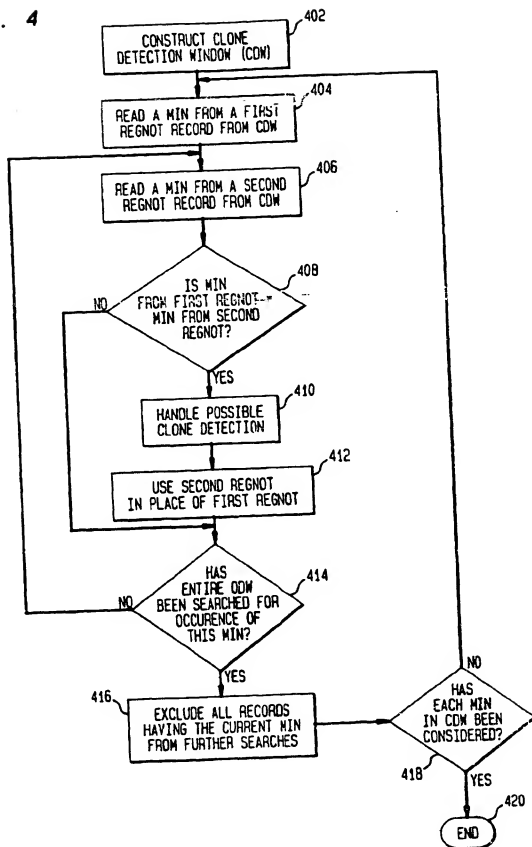 . 4
402
CONSTRUCT CLONE
DETECTION WINDOW (CDW)
404
READ A MIN FROM A FIRST
REGNOT RECORD FROM CDW
406
READ A MIN FROM A SECOND
REGNOT RECORD FROM CDW
408
IS MIN
FROM FIRST REGNOT=
MIN FROM SECOND
REGNOT?
NO
YES
410
HANDLE POSSIBLE
CLONE DETECTION
412
USE SECOND REGNOT
IN PLACE OF FIRST REGNOT
414
HAS
ENTIRE CDW
BEEN SEARCHED FOR
OCCURENCE OF
THIS MIN?
NO
YES
416
EXCLUDE ALL RECORDS
HAVING THE CURRENT MIN
FROM FURTHER SEARCHES
NO
HAS
EACH MIN
IN CDW BEEN
CONSIDERED?
418
YES
420
END